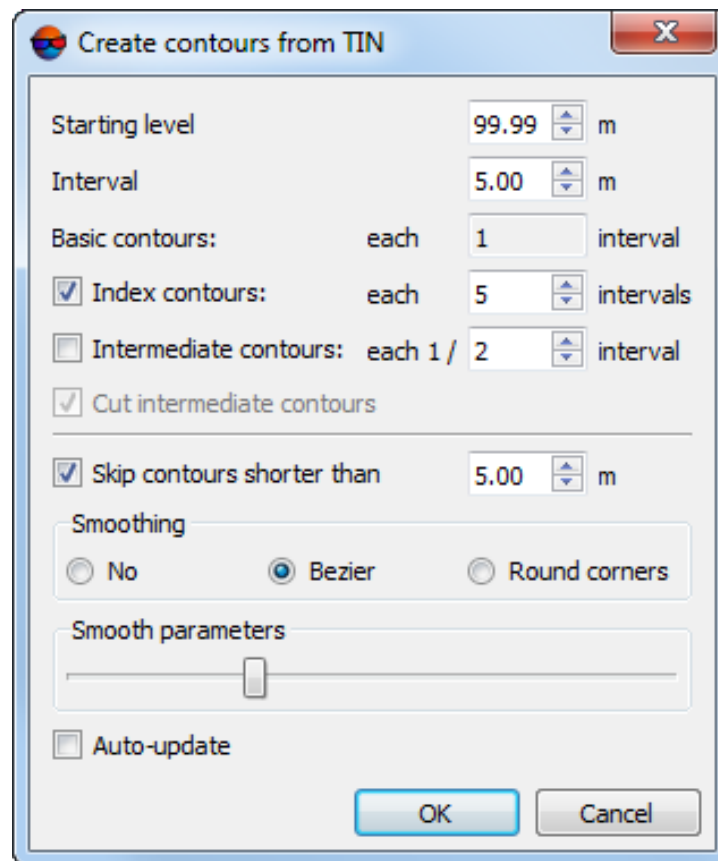 Create contours from TIN
Starting level 99.99 m
Interval 5.00 m
Basic contours: each 1 interval
Index contours: each 5 intervals
Intermediate contours: each 1 / 2 interval
Cut intermediate contours
Skip contours shorter than 5.00 m
Smoothing
No Bezier Round corners
Smooth parameters
Auto-update
OK Cancel